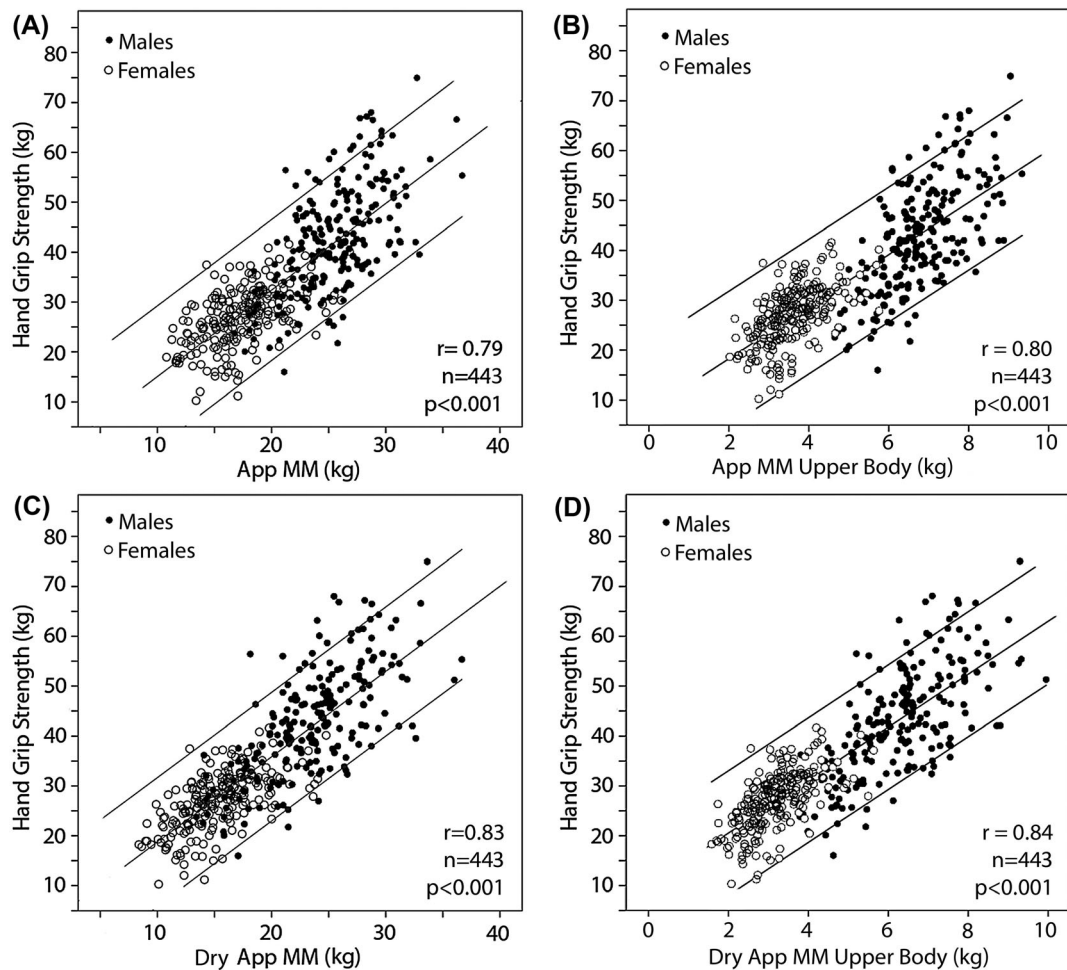 (A)
Males
Females
Hand Grip Strength (kg)
80
70
60
50
40
30
20
10
r= 0.79
n=443
p<0.001
10 20 30 40
App MM (kg)
(B)
Males
Females
Hand Grip Strength (kg)
80
70
60
50
40
30
20
10
r = 0.80
n=443
p<0.001
0 2 4 6 8 10
App MM Upper Body (kg)
(C)
Males
Females
Hand Grip Strength (kg)
80
70
60
50
40
30
20
10
r=0.83
n=443
p<0.001
10 20 30 40
Dry App MM (kg)
(D)
Males
Females
Hand Grip Strength (kg)
80
70
60
50
40
30
20
10
r = 0.84
n=443
p<0.001
0 2 4 6 8 10
Dry App MM Upper Body (kg)